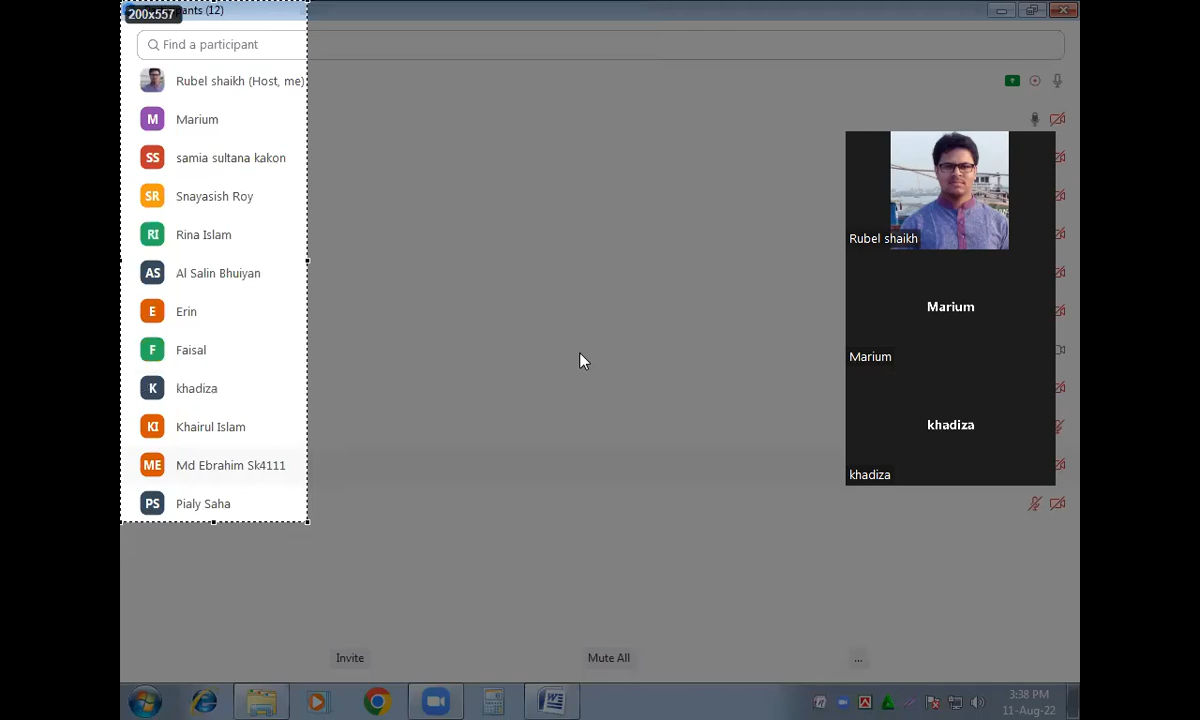 200x557
ants (12)
Find a participant
Rubel shaikh (Host, me)
M Marium
SS samia sultana kakon
SR Snayasish Roy
RI Rina Islam
AS Al Salin Bhuiyan
E Erin
F Faisal
K khadiza
KI Khairul Islam
ME Md Ebrahim Sk4111
PS Pialy Saha
Rubel shaikh
Marium
Marium
khadiza
khadiza
Invite
Mute All
...
3:38 PM
11-Aug-22